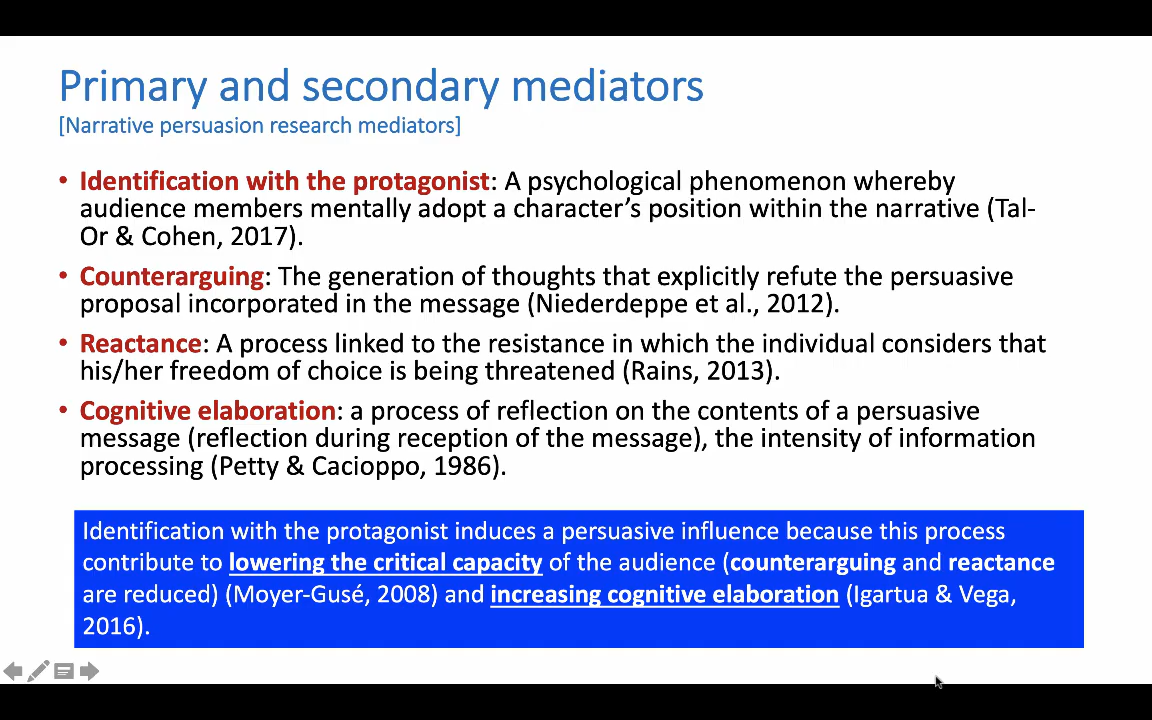 Primary and secondary mediators
[Narrative persuasion research mediators]
• Identification with the protagonist: A psychological phenomenon whereby
audience members mentally adopt a character's position within the narrative (Tal-
Or & Cohen, 2017).
• Counterarguing: The generation of thoughts that explicitly refute the persuasive
proposal incorporated in the message (Niederdeppe et al., 2012).
• Reactance: A process linked to the resistance in which the individual considers that
his/her freedom of choice is being threatened (Rains, 2013).
• Cognitive elaboration: a process of reflection on the contents of a persuasive
message (reflection during reception of the message), the intensity of information
processing (Petty & Cacioppo, 1986).
Identification with the protagonist induces a persuasive influence because this process
contribute to lowering the critical capacity of the audience (counterarguing and reactance
are reduced) (Moyer-Gusé, 2008) and increasing cognitive elaboration (Igartua & Vega,
2016).